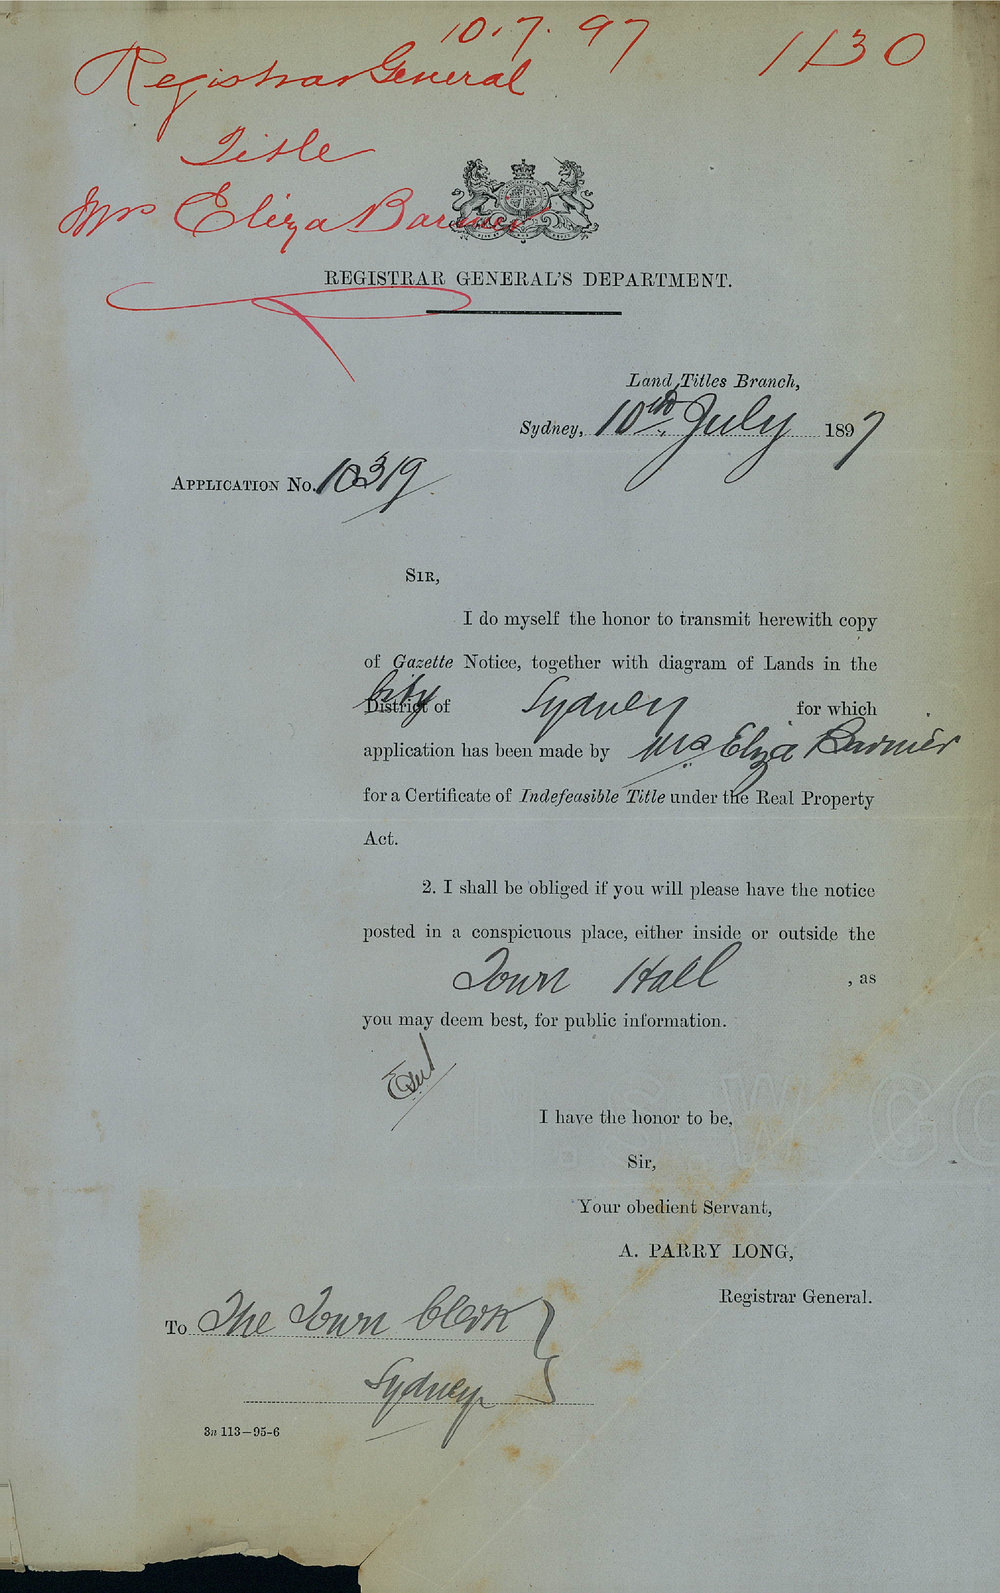 10.7.97 1130
Registrar General
Title
Mrs Eliza Barmier
REGISTRAR GENERAL'S DEPARTMENT.
Land Titles Branch,
Sydney, 10th July 1897
APPLICATION No. 10319
SIR,
I do myself the honor to transmit herewith copy
of Gazette Notice, together with diagram of Lands in the
City
District of Sydney for which
application has been made by Mrs Eliza Barmier
for a Certificate of Indefeasible Title under the Real Property
Act.
2. I shall be obliged if you will please have the notice
posted in a conspicuous place, either inside or outside the
Town Hall , as
you may deem best, for public information.
I have the honor to be,
Sir,
Your obedient Servant,
A. PARRY LONG,
Registrar General.
To The Town Clerk
Sydney
3n 113—95-6